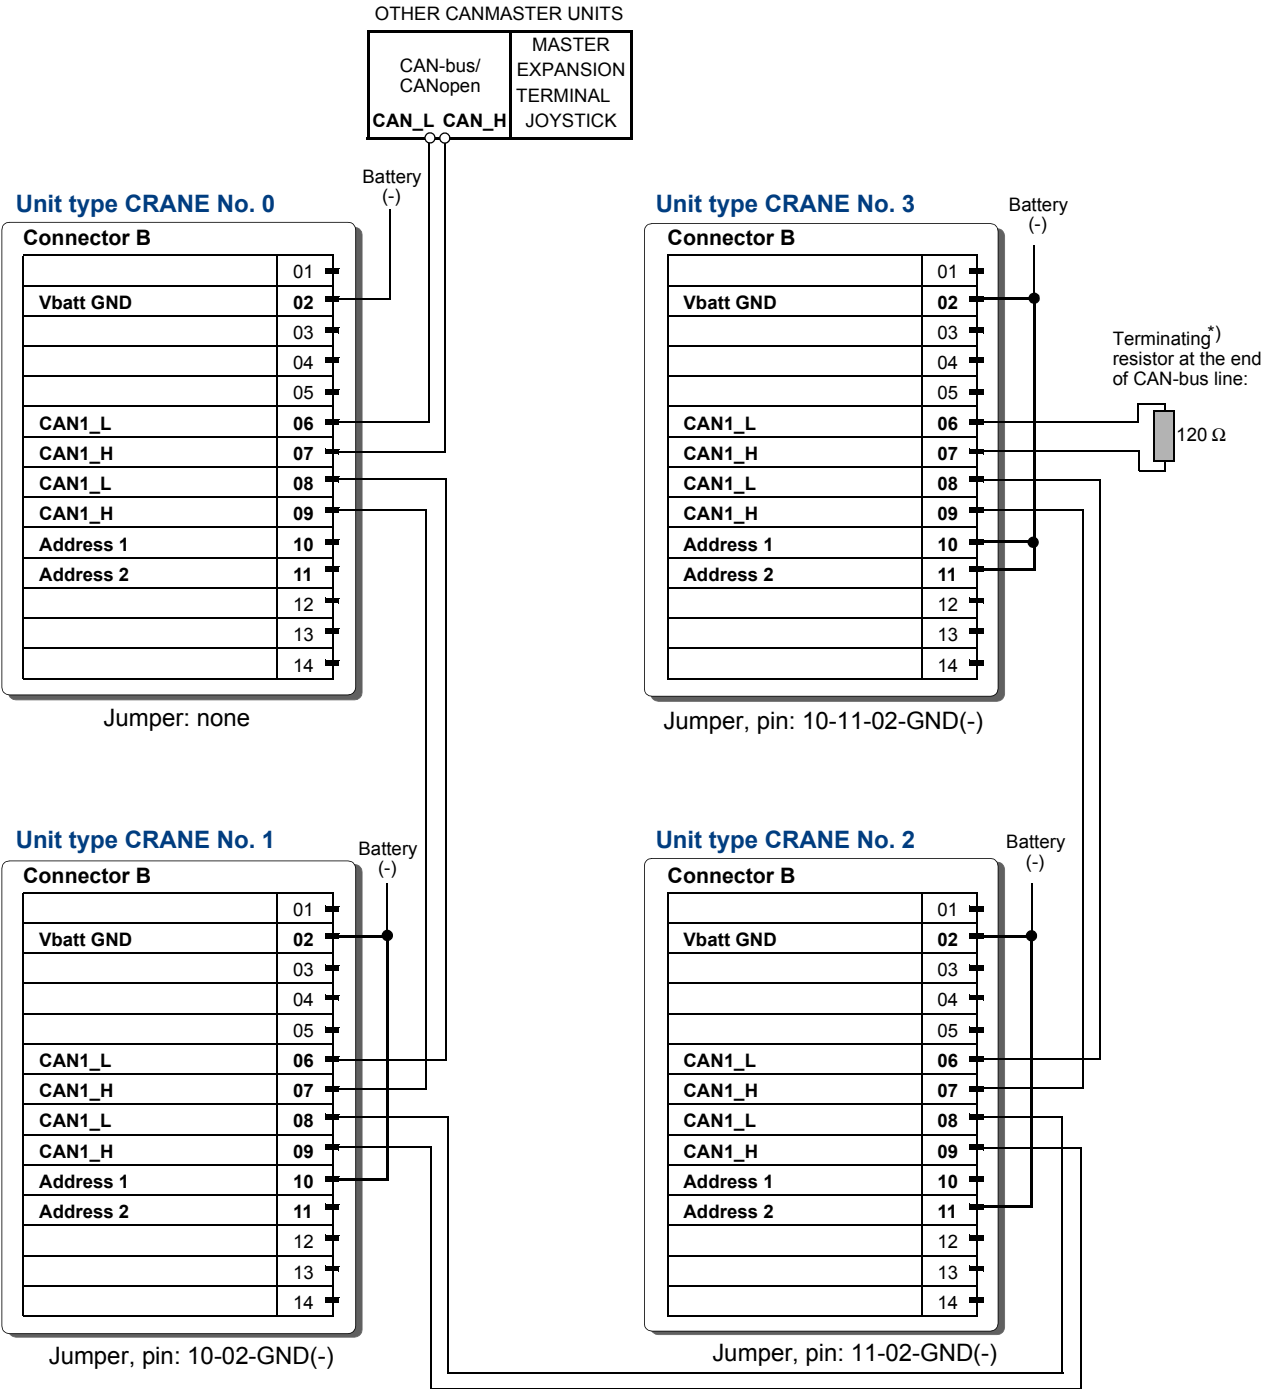 OTHER CANMASTER UNITS
CAN-bus/
CANopen
CAN_L CAN_H
MASTER
EXPANSION
TERMINAL
JOYSTICK
Battery
(-)
Unit type CRANE No. 0
Connector B
01
Vbatt GND 02
03
04
05
CAN1_L 06
CAN1_H 07
CAN1_L 08
CAN1_H 09
Address 1 10
Address 2 11
12
13
14
Jumper: none
Unit type CRANE No. 3
Battery
(-)
Connector B
01
Vbatt GND 02
03
04
05
CAN1_L 06
CAN1_H 07
CAN1_L 08
CAN1_H 09
Address 1 10
Address 2 11
12
13
14
Jumper, pin: 10-11-02-GND(-)
Terminating*)
resistor at the end
of CAN-bus line:
120 Ω
Unit type CRANE No. 1
Battery
(-)
Connector B
01
Vbatt GND 02
03
04
05
CAN1_L 06
CAN1_H 07
CAN1_L 08
CAN1_H 09
Address 1 10
Address 2 11
12
13
14
Jumper, pin: 10-02-GND(-)
Unit type CRANE No. 2
Battery
(-)
Connector B
01
Vbatt GND 02
03
04
05
CAN1_L 06
CAN1_H 07
CAN1_L 08
CAN1_H 09
Address 1 10
Address 2 11
12
13
14
Jumper, pin: 11-02-GND(-)